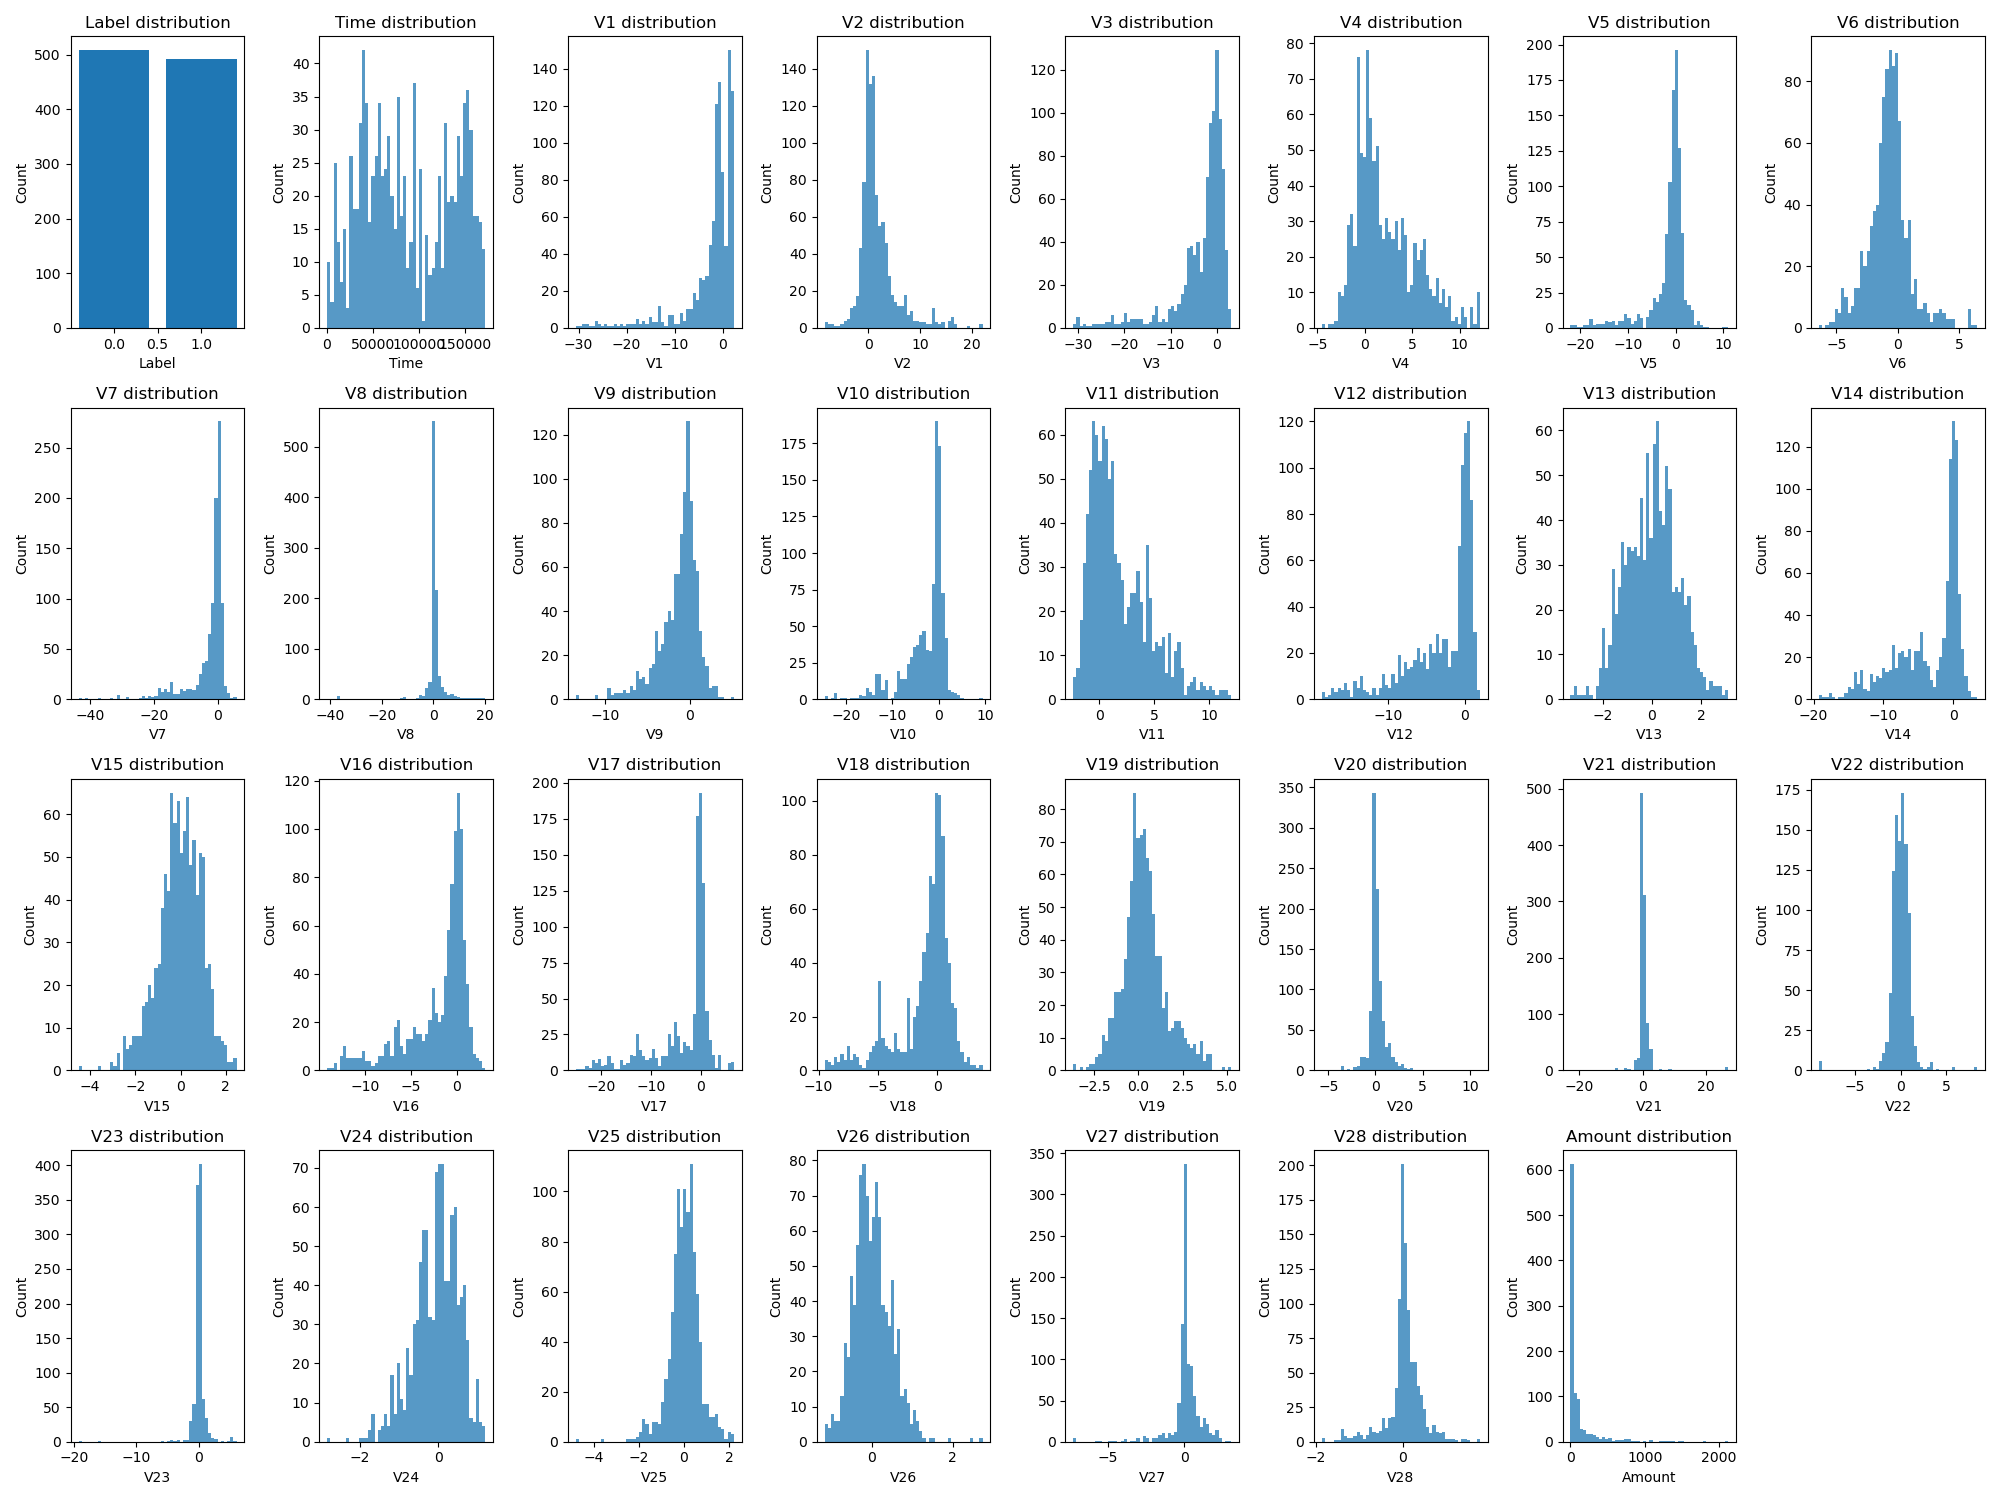 Label distribution
Count
0
100
200
300
400
500
0.0 0.5 1.0
Label
Time distribution
Count
0
5
10
15
20
25
30
35
40
0 50000 100000 150000
Time
V1 distribution
Count
0
20
40
60
80
100
120
140
−30 −20 −10 0
V1
V2 distribution
Count
0
20
40
60
80
100
120
140
0 10 20
V2
V3 distribution
Count
0
20
40
60
80
100
120
−30 −20 −10 0
V3
V4 distribution
Count
0
10
20
30
40
50
60
70
80
−5 0 5 10
V4
V5 distribution
Count
0
25
50
75
100
125
150
175
200
−20 −10 0 10
V5
V6 distribution
Count
0
20
40
60
80
−5 0 5
V6
V7 distribution
Count
0
50
100
150
200
250
−40 −20 0
V7
V8 distribution
Count
0
100
200
300
400
500
−40 −20 0 20
V8
V9 distribution
Count
0
20
40
60
80
100
120
−10 0
V9
V10 distribution
Count
0
25
50
75
100
125
150
175
−20 −10 0 10
V10
V11 distribution
Count
0
10
20
30
40
50
60
0 5 10
V11
V12 distribution
Count
0
20
40
60
80
100
120
−10 0
V12
V13 distribution
Count
0
10
20
30
40
50
60
−2 0 2
V13
V14 distribution
Count
0
20
40
60
80
100
120
−20 −10 0
V14
V15 distribution
Count
0
10
20
30
40
50
60
−4 −2 0 2
V15
V16 distribution
Count
0
20
40
60
80
100
120
−10 −5 0
V16
V17 distribution
Count
0
25
50
75
100
125
150
175
200
−20 −10 0
V17
V18 distribution
Count
0
20
40
60
80
100
−10 −5 0
V18
V19 distribution
Count
0
10
20
30
40
50
60
70
80
−2.5 0.0 2.5 5.0
V19
V20 distribution
Count
0
50
100
150
200
250
300
350
−5 0 5 10
V20
V21 distribution
Count
0
100
200
300
400
500
−20 0 20
V21
V22 distribution
Count
0
25
50
75
100
125
150
175
−5 0 5
V22
V23 distribution
Count
0
50
100
150
200
250
300
350
400
−20 −10 0
V23
V24 distribution
Count
0
10
20
30
40
50
60
70
−2 0
V24
V25 distribution
Count
0
20
40
60
80
100
−4 −2 0 2
V25
V26 distribution
Count
0
10
20
30
40
50
60
70
80
0 2
V26
V27 distribution
Count
0
50
100
150
200
250
300
350
−5 0
V27
V28 distribution
Count
0
25
50
75
100
125
150
175
200
−2 0
V28
Amount distribution
Count
0
100
200
300
400
500
600
0 1000 2000
Amount